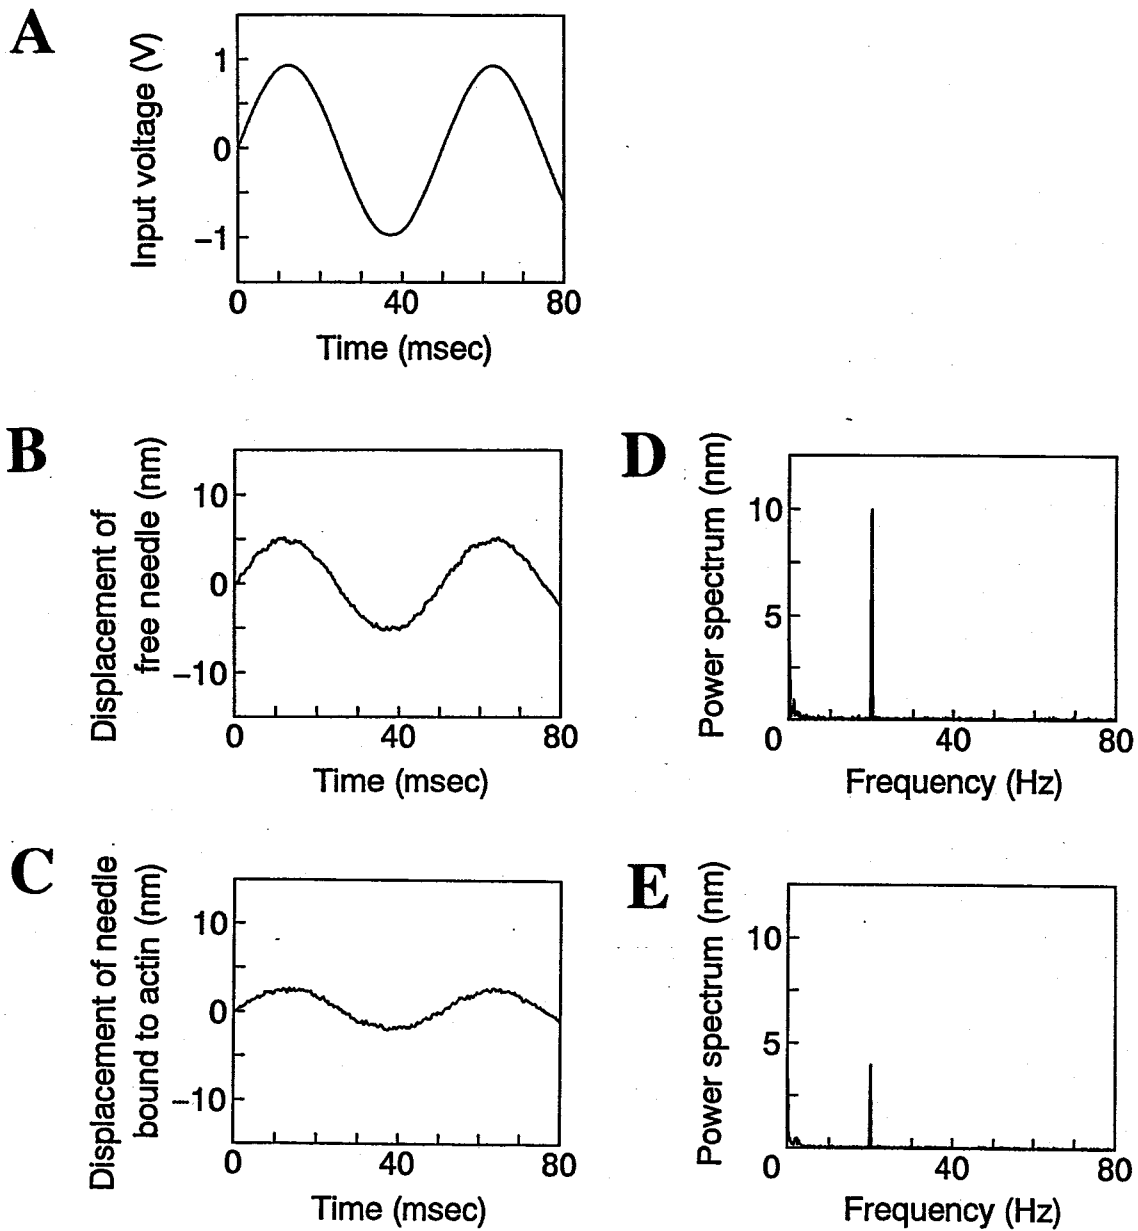 A
Input voltage (V)
1
0
−1
0 40 80
Time (msec)
B
Displacement of
free needle (nm)
10
0
−10
0 40 80
Time (msec)
D
Power spectrum (nm)
10
5
0 40 80
Frequency (Hz)
C
Displacement of needle
bound to actin (nm)
10
0
−10
0 40 80
Time (msec)
E
Power spectrum (nm)
10
5
0 40 80
Frequency (Hz)